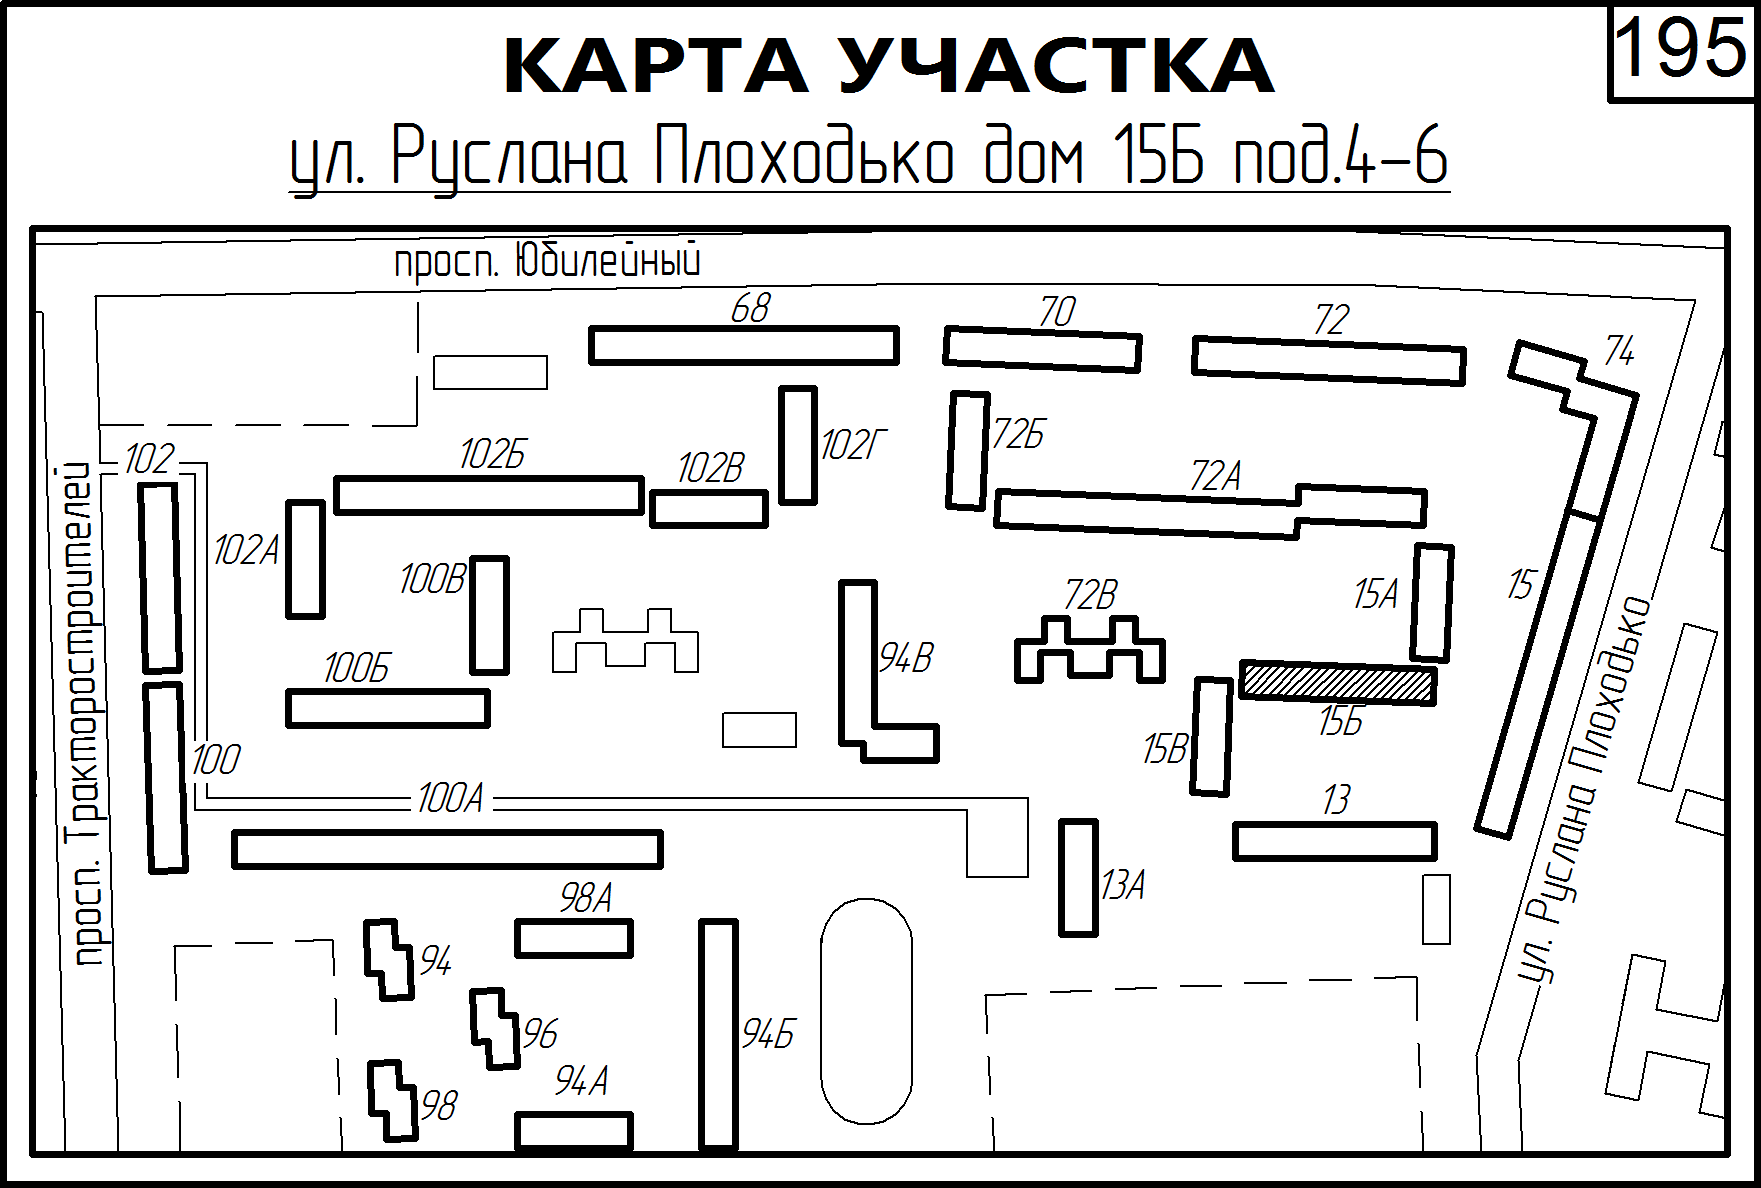 195
КАРТА УЧАСТКА
ул. Руслана Плоходько дом 15Б под.4-6
просп. Юбилейный
68
70
72
74
102
102Б
102В
102Г
72Б
72А
102А
100В
72В
15А
15
100Б
94В
15Б
100
15В
100А
13
98А
13А
94
96
94Б
94А
98
просп. Тракторостроителей
ул. Руслана Плоходько